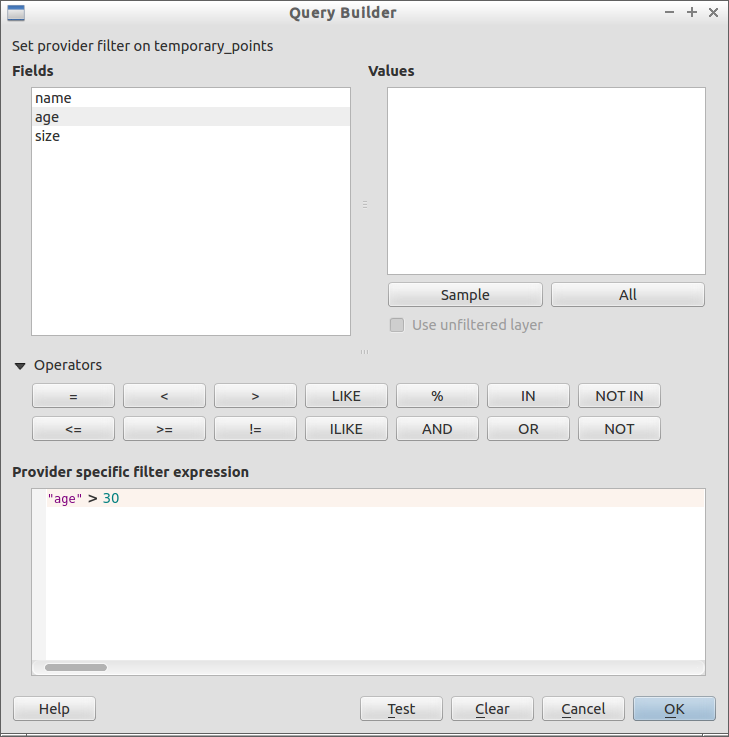 Query Builder
Set provider filter on temporary_points
Fields
Values
name
age
size
Sample
All
Use unfiltered layer
Operators
=
<
>
LIKE
%
IN
NOT IN
<=
>=
!=
ILIKE
AND
OR
NOT
Provider specific filter expression
"age" > 30
Help
Test
Clear
Cancel
OK